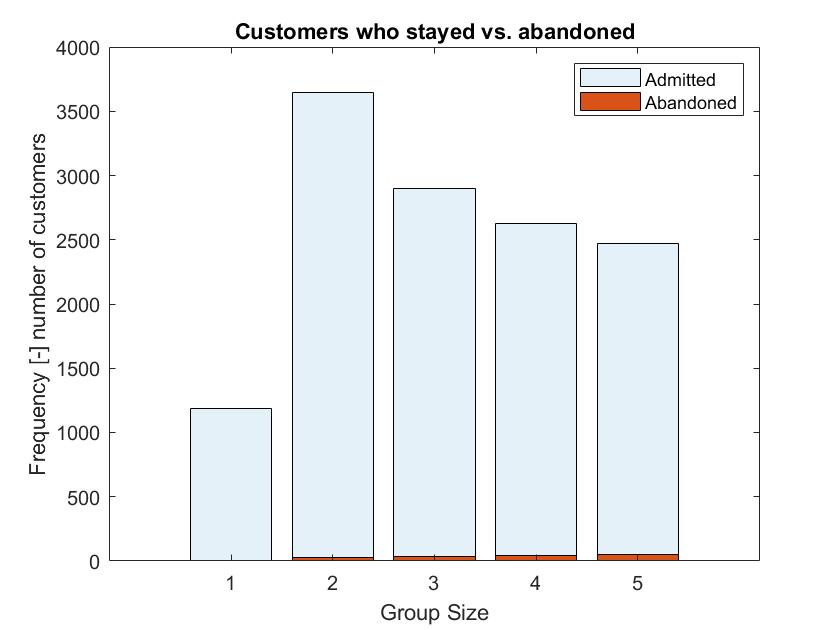 Customers who stayed vs. abandoned
4000
3500
3000
2500
2000
1500
1000
500
0
Frequency [-] number of customers
Admitted
Abandoned
1 2 3 4 5
Group Size